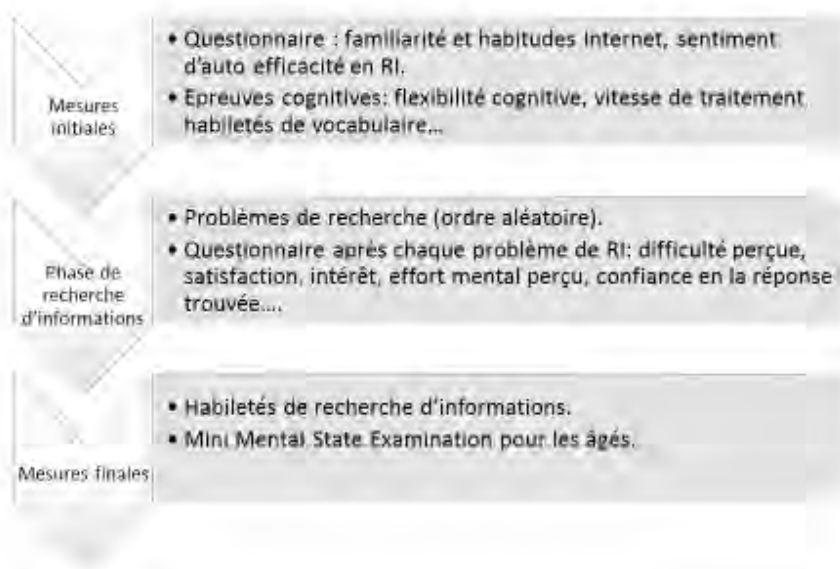 Mesures
initiales
• Questionnaire : familiarité et habitudes Internet, sentiment
d'auto efficacité en RI.
• Epreuves cognitives: flexibilité cognitive, vitesse de traitement
habiletés de vocabulaire...
Phase de
recherche
d'informations
• Problèmes de recherche (ordre aléatoire).
• Questionnaire après chaque problème de RI: difficulté perçue,
satisfaction, intérêt, effort mental perçu, confiance en la réponse
trouvée....
Mesures finales
• Habiletés de recherche d'informations.
• Mini Mental State Examination pour les âgés.